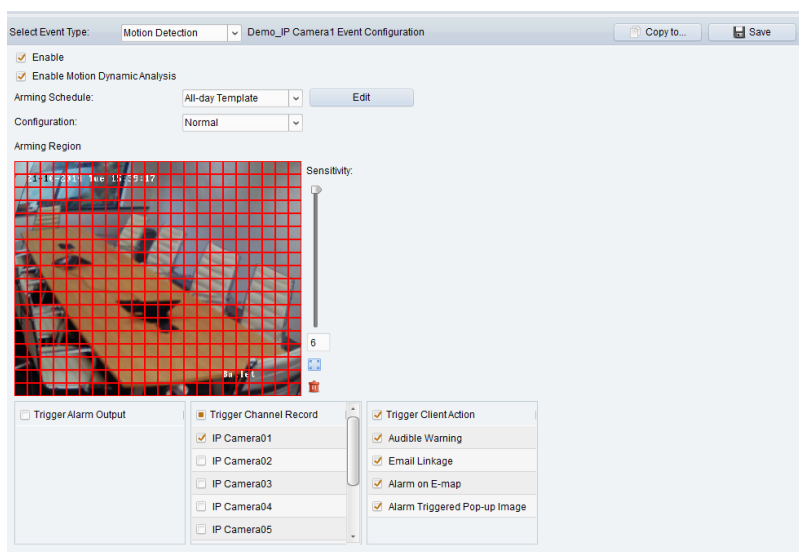 Select Event Type: Motion Detection Demo_IP Camera1 Event Configuration Copy to... Save
Enable
Enable Motion Dynamic Analysis
Arming Schedule: All-day Template Edit
Configuration: Normal
Arming Region
Sensitivity:
6
Trigger Alarm Output
Trigger Channel Record
IP Camera01
IP Camera02
IP Camera03
IP Camera04
IP Camera05
Trigger Client Action
Audible Warning
Email Linkage
Alarm on E-map
Alarm Triggered Pop-up Image